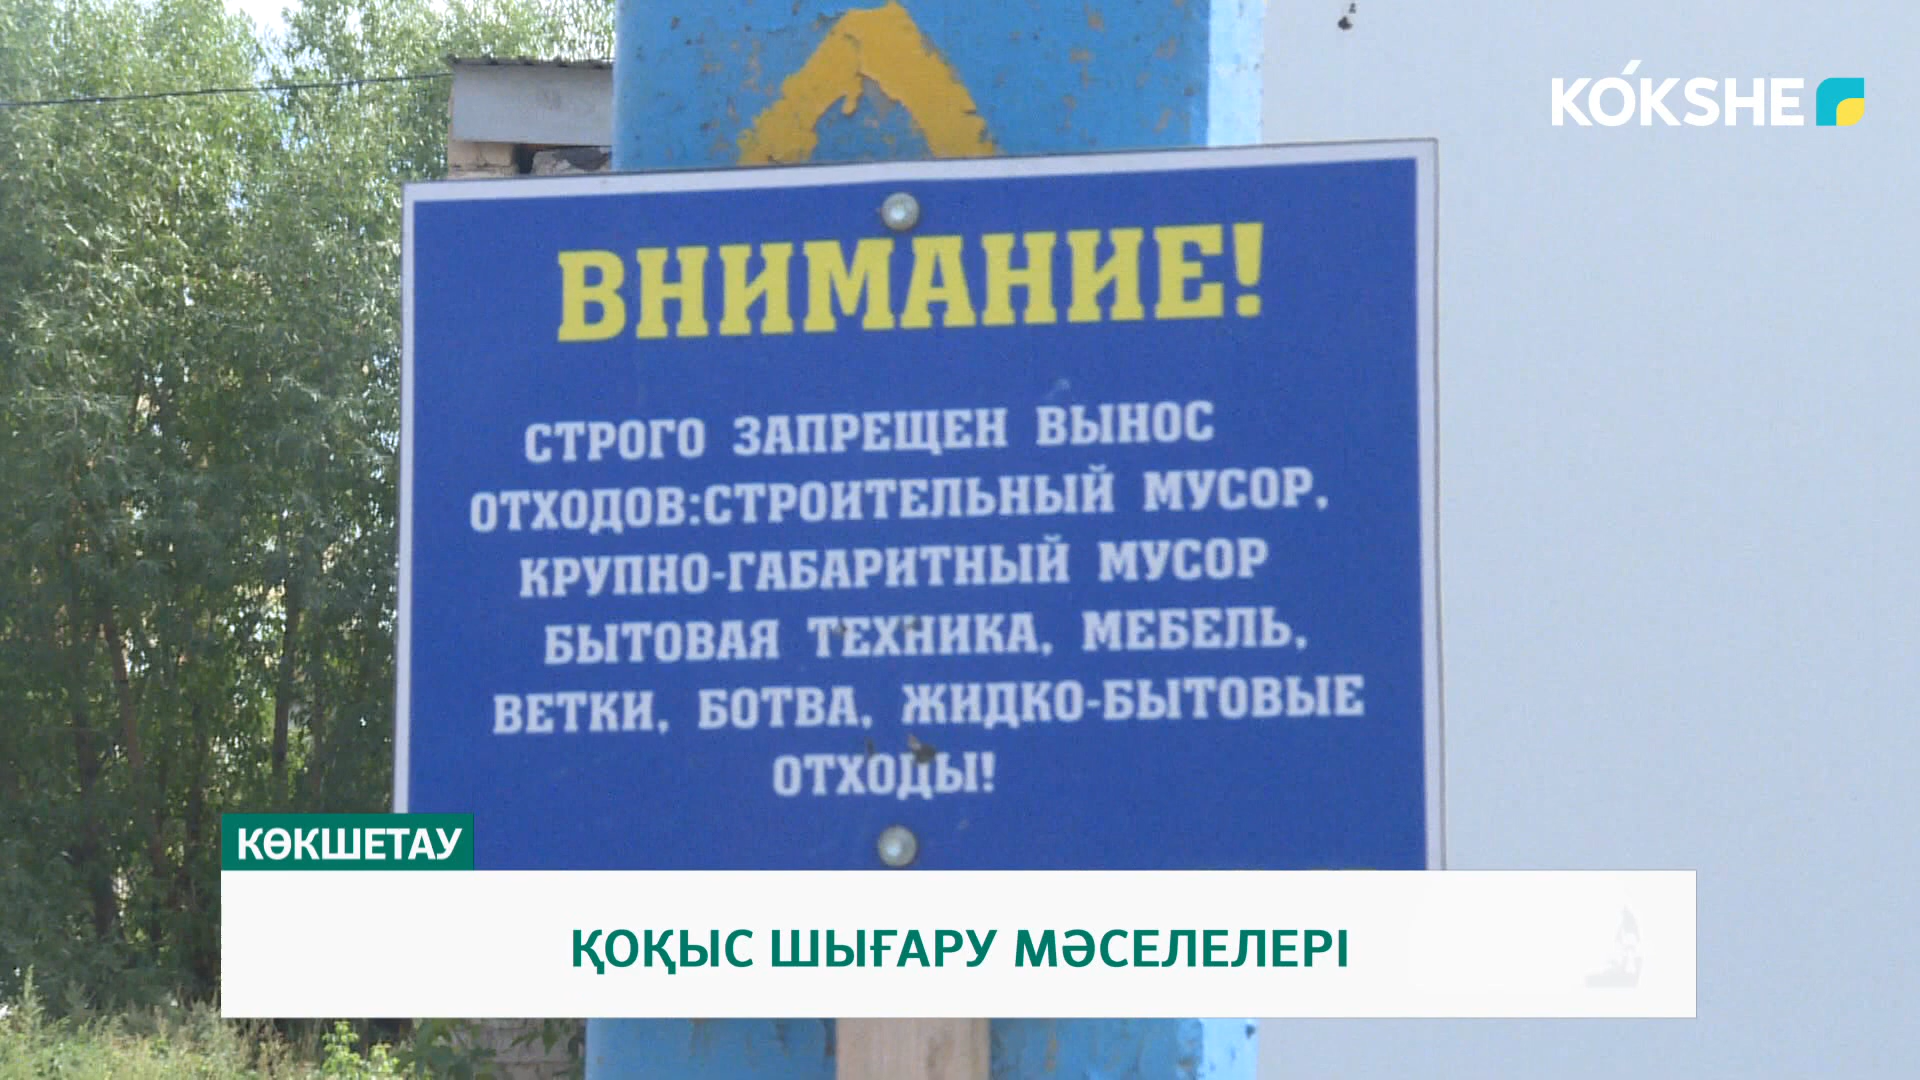 KÓKSHE
ВНИМАНИЕ!
СТРОГО ЗАПРЕЩЕН ВЫНОС
ОТХОДОВ:СТРОИТЕЛЬНЫЙ МУСОР,
КРУПНО-ГАБАРИТНЫЙ МУСОР
БЫТОВАЯ ТЕХНИКА, МЕБЕЛЬ,
ВЕТКИ, БОТВА, ЖИДКО-БЫТОВЫЕ
ОТХОДЫ!
КӨКШЕТАУ
ҚОҚЫС ШЫҒАРУ МӘСЕЛЕЛЕРІ